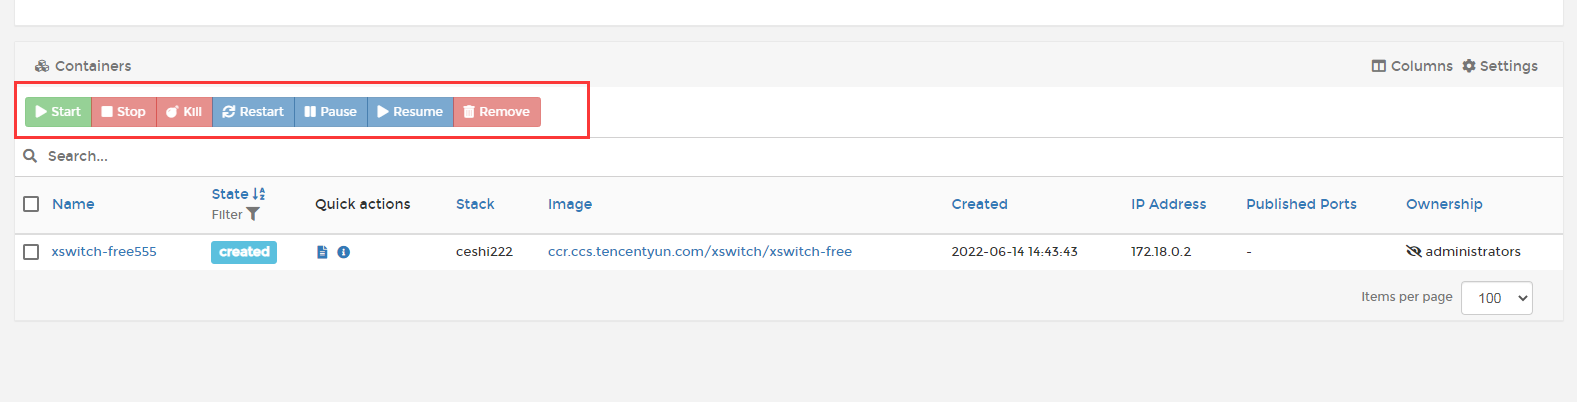 Containers Columns Settings
Start Stop Kill Restart Pause Resume Remove
Search...
Name State Filter Quick actions Stack Image Created IP Address Published Ports Ownership
xswitch-free555 created ceshi222 ccr.ccs.tencentyun.com/xswitch/xswitch-free 2022-06-14 14:43:43 172.18.0.2 - administrators
Items per page 100